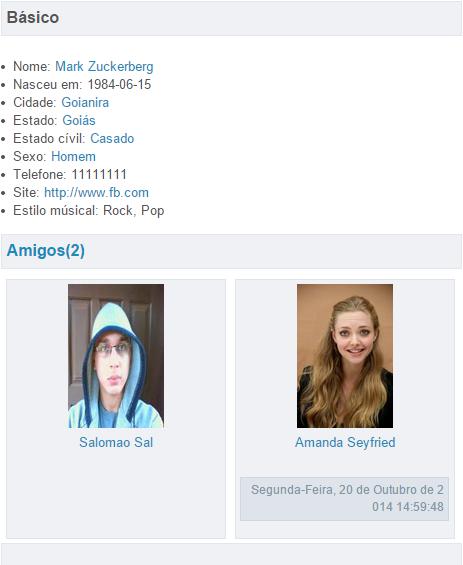 Básico
Nome: Mark Zuckerberg
Nasceu em: 1984-06-15
Cidade: Goianira
Estado: Goiás
Estado cívil: Casado
Sexo: Homem
Telefone: 11111111
Site: http://www.fb.com
Estilo músical: Rock, Pop
Amigos(2)
Salomao Sal
Amanda Seyfried
Segunda-Feira, 20 de Outubro de 2
014 14:59:48